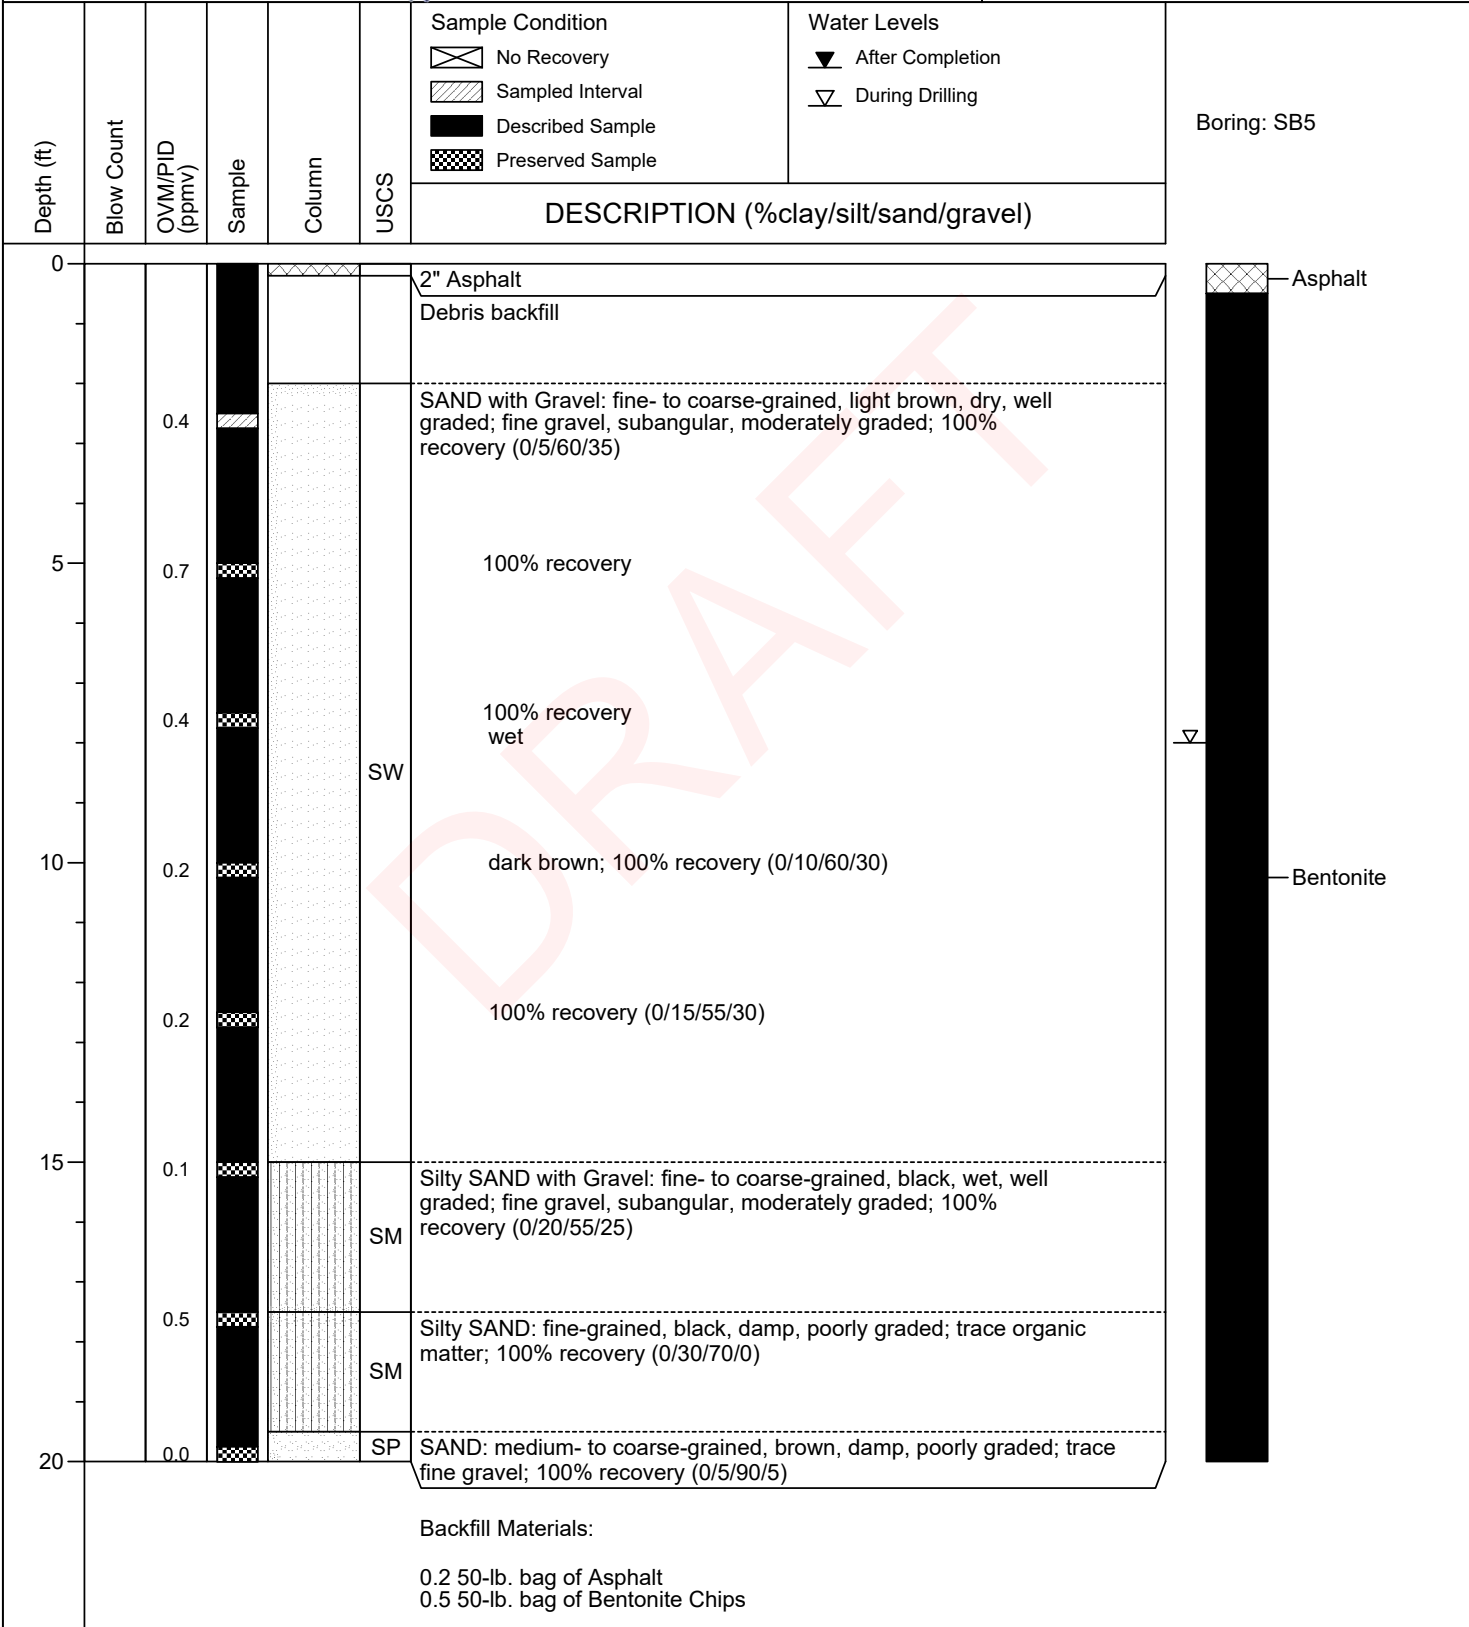 Sample Condition
No Recovery
Sampled Interval
Described Sample
Preserved Sample
Water Levels
After Completion
During Drilling
Boring: SB5
Depth (ft)
Blow Count
OVM/PID
(ppmv)
Sample
Column
USCS
DESCRIPTION (%clay/silt/sand/gravel)
0
2" Asphalt
Asphalt
Debris backfill
0.4
SAND with Gravel: fine- to coarse-grained, light brown, dry, well
graded; fine gravel, subangular, moderately graded; 100%
recovery (0/5/60/35)
5
0.7
100% recovery
0.4
100% recovery
wet
SW
10
0.2
dark brown; 100% recovery (0/10/60/30)
Bentonite
0.2
100% recovery (0/15/55/30)
15
0.1
Silty SAND with Gravel: fine- to coarse-grained, black, wet, well
graded; fine gravel, subangular, moderately graded; 100%
recovery (0/20/55/25)
SM
0.5
Silty SAND: fine-grained, black, damp, poorly graded; trace organic
matter; 100% recovery (0/30/70/0)
SM
20
0.0
SP
SAND: medium- to coarse-grained, brown, damp, poorly graded; trace
fine gravel; 100% recovery (0/5/90/5)
Backfill Materials:
0.2 50-lb. bag of Asphalt
0.5 50-lb. bag of Bentonite Chips
DRAFT